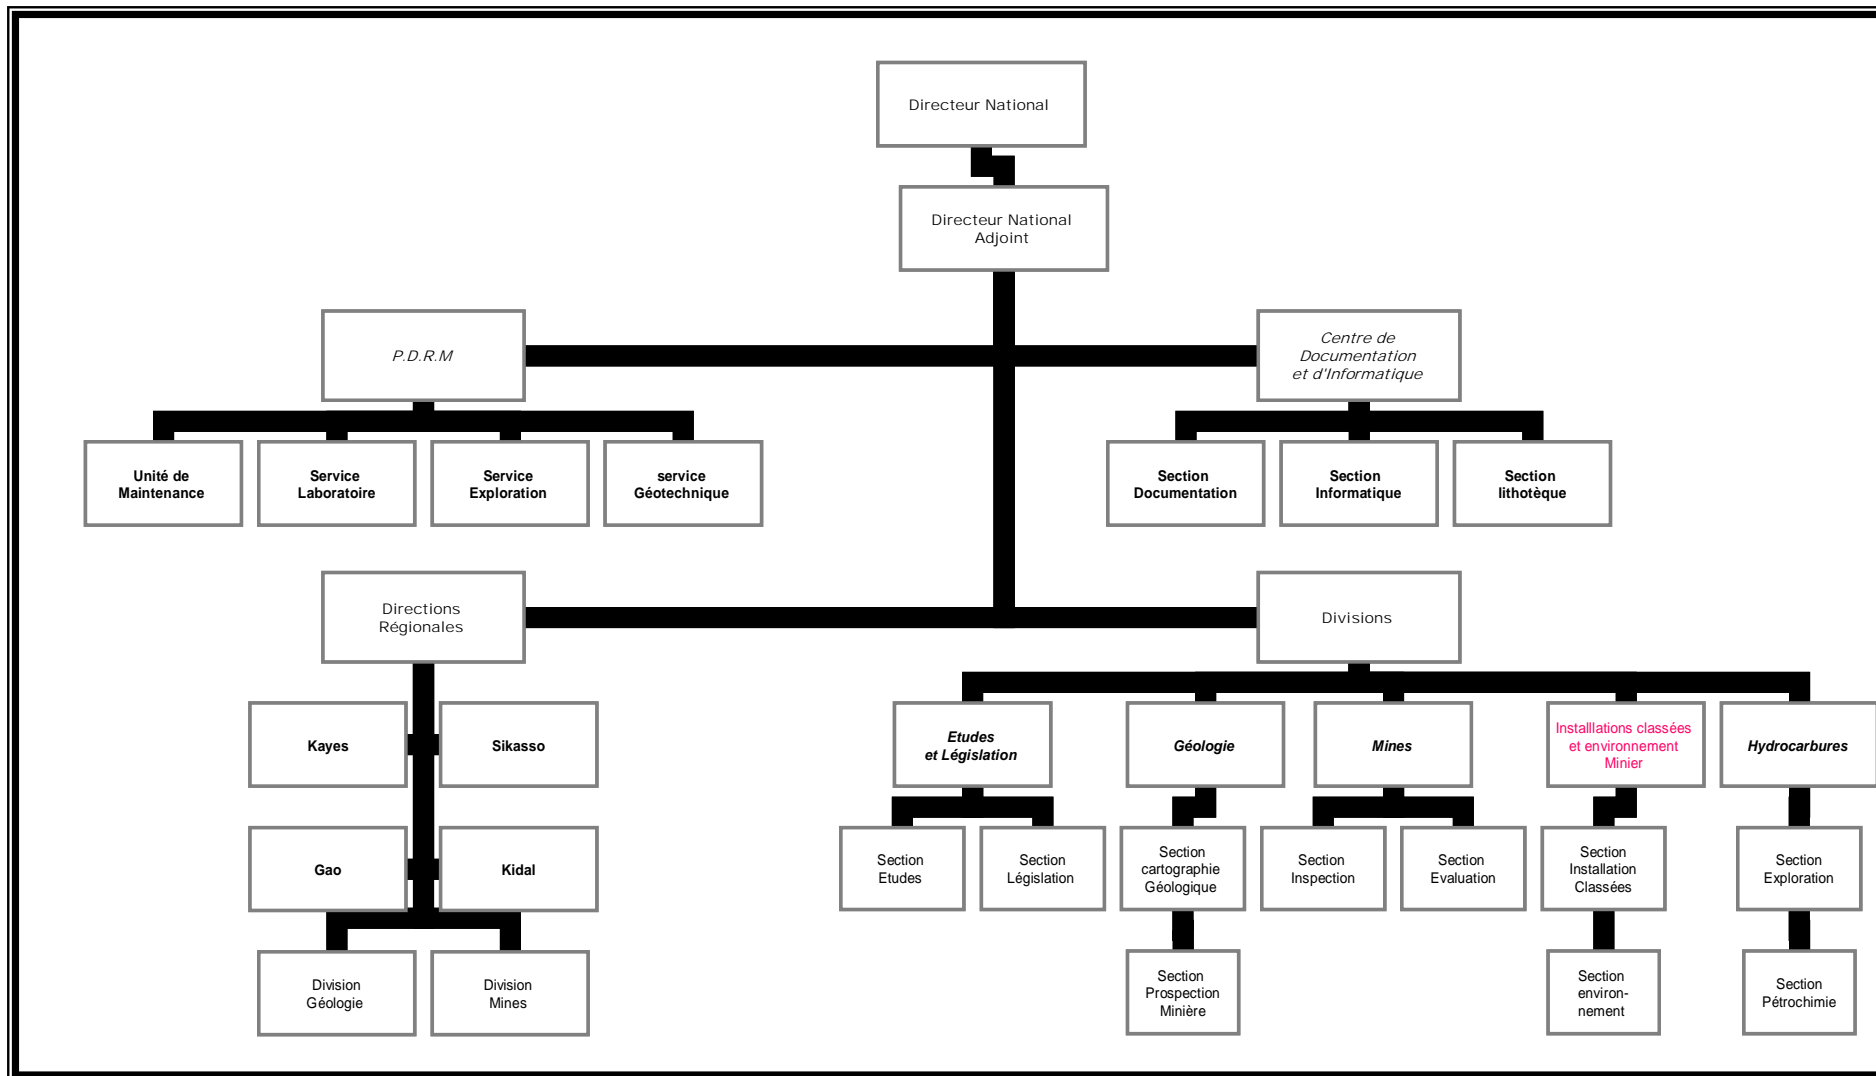 Directeur National
Directeur National
Adjoint
P.D.R.M
Centre de
Documentation
et d'Informatique
Unité de
Maintenance
Service
Laboratoire
Service
Exploration
service
Géotechnique
Section
Documentation
Section
Informatique
Section
lithotèque
Directions
Régionales
Divisions
Kayes
Sikasso
Etudes
et Législation
Géologie
Mines
Installlations classées
et environnement
Minier
Hydrocarbures
Gao
Kidal
Section
Etudes
Section
Législation
Section
cartographie
Géologique
Section
Inspection
Section
Evaluation
Section
Installation
Classées
Section
Exploration
Division
Géologie
Division
Mines
Section
Prospection
Minière
Section
environ-
nement
Section
Pétrochimie